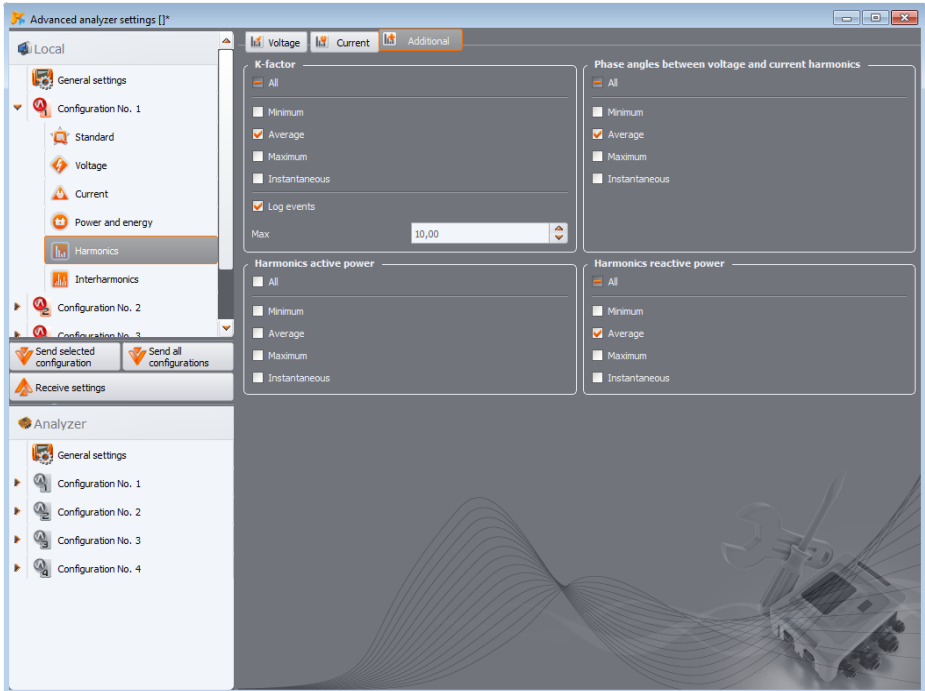 Advanced analyzer settings []*
Local
General settings
Configuration No. 1
Standard
Voltage
Current
Power and energy
Harmonics
Interharmonics
Configuration No. 2
Configuration No. 3
Send selected
configuration
Send all
configurations
Receive settings
Analyzer
General settings
Configuration No. 1
Configuration No. 2
Configuration No. 3
Configuration No. 4
Voltage
Current
Additional
K-factor
All
Minimum
Average
Maximum
Instantaneous
Log events
Max
10,00
Phase angles between voltage and current harmonics
All
Minimum
Average
Maximum
Instantaneous
Harmonics active power
All
Minimum
Average
Maximum
Instantaneous
Harmonics reactive power
All
Minimum
Average
Maximum
Instantaneous